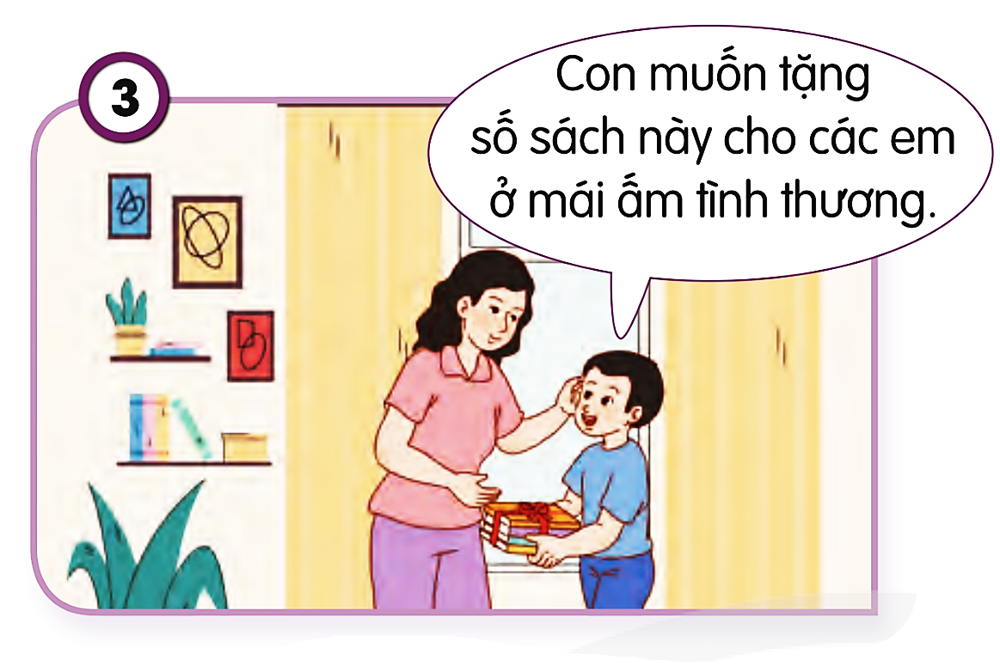 3
Con muốn tặng
số sách này cho các em
ở mái ấm tình thương.